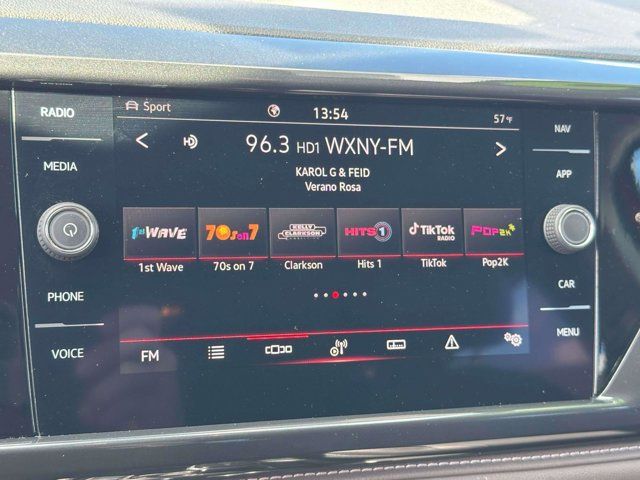 RADIO
MEDIA
PHONE
VOICE
Sport
13:54
57°F
96.3 HD1 WXNY-FM
KAROL G & FEID
Verano Rosa
1st WAVE
70s on 7
KELLY CLARKSON
HITS 1
TikTok RADIO
POP2K
1st Wave
70s on 7
Clarkson
Hits 1
TikTok
Pop2K
FM
NAV
APP
CAR
MENU